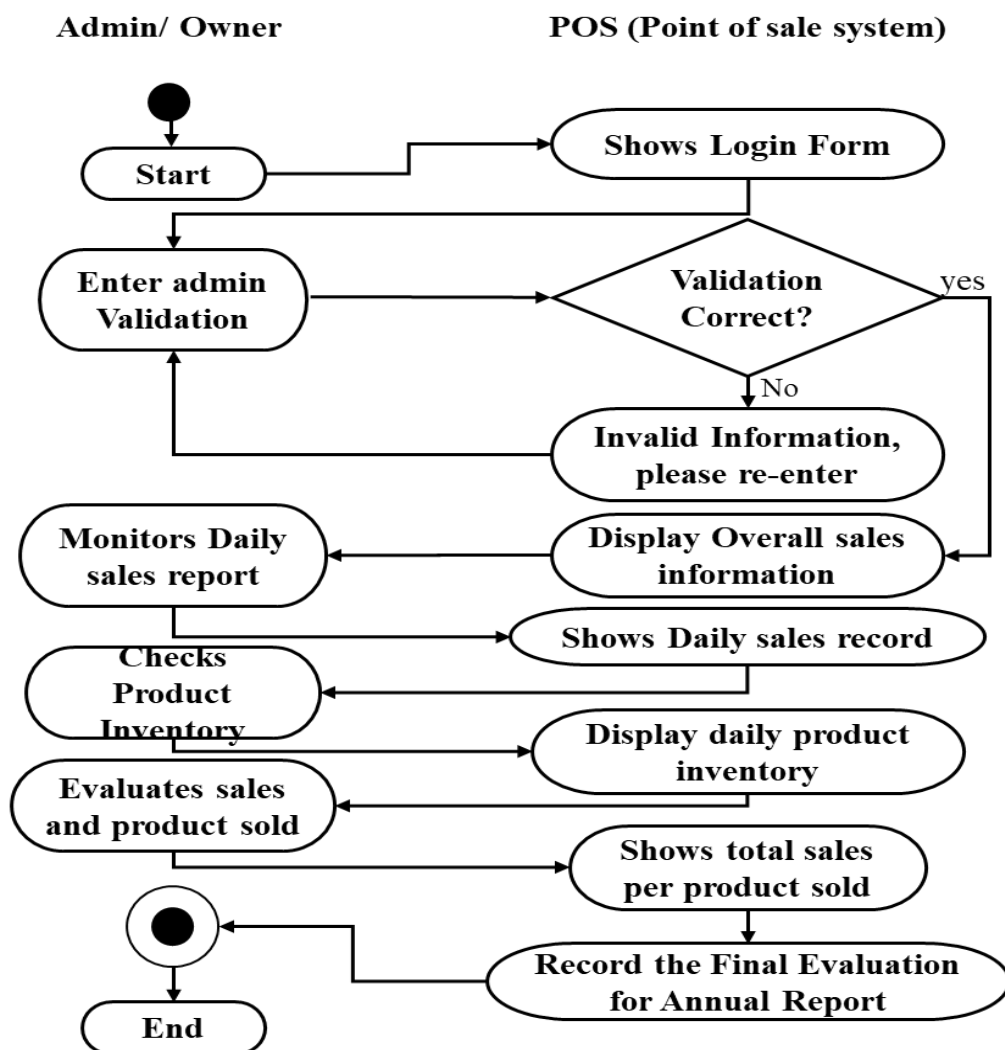 Admin/ Owner
POS (Point of sale system)
Start
Shows Login Form
Enter admin
Validation
Validation
Correct?
yes
No
Invalid Information,
please re-enter
Display Overall sales
information
Monitors Daily
sales report
Shows Daily sales record
Checks
Product
Inventory
Display daily product
inventory
Evaluates sales
and product sold
Shows total sales
per product sold
Record the Final Evaluation
for Annual Report
End